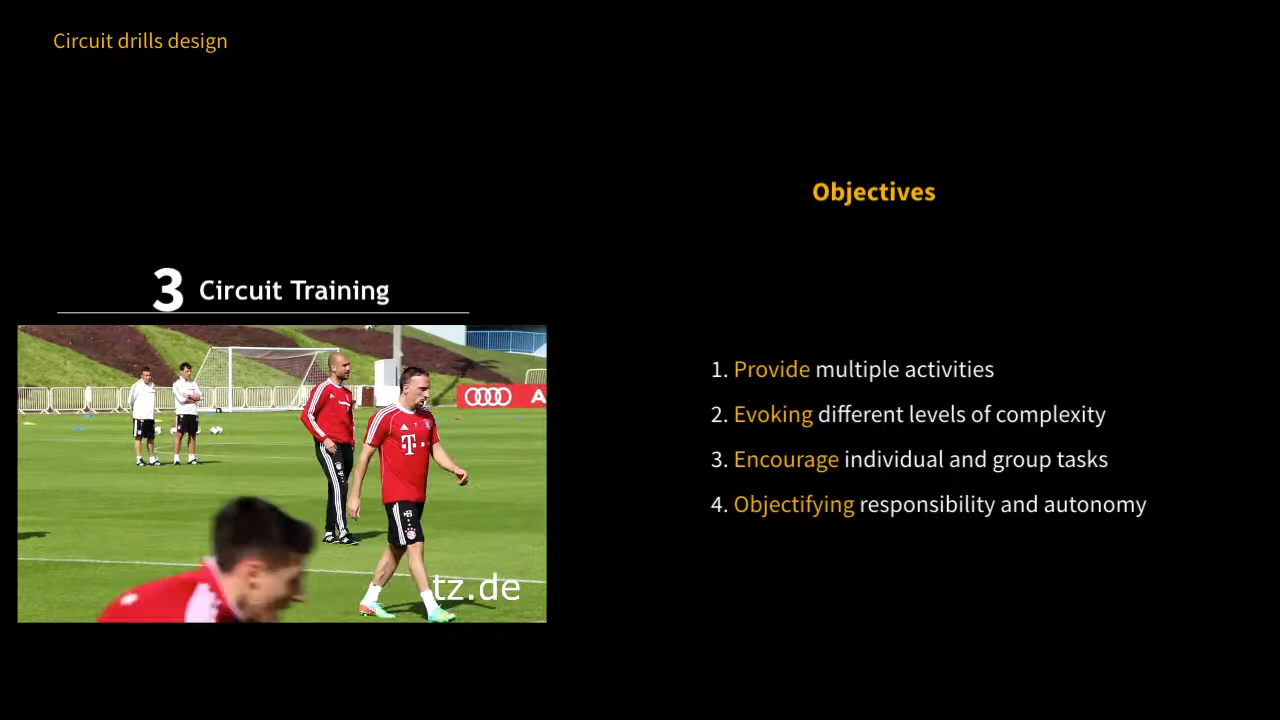 Circuit drills design
Objectives
3 Circuit Training
1. Provide multiple activities
2. Evoking different levels of complexity
3. Encourage individual and group tasks
4. Objectifying responsibility and autonomy
A
T
tz.de